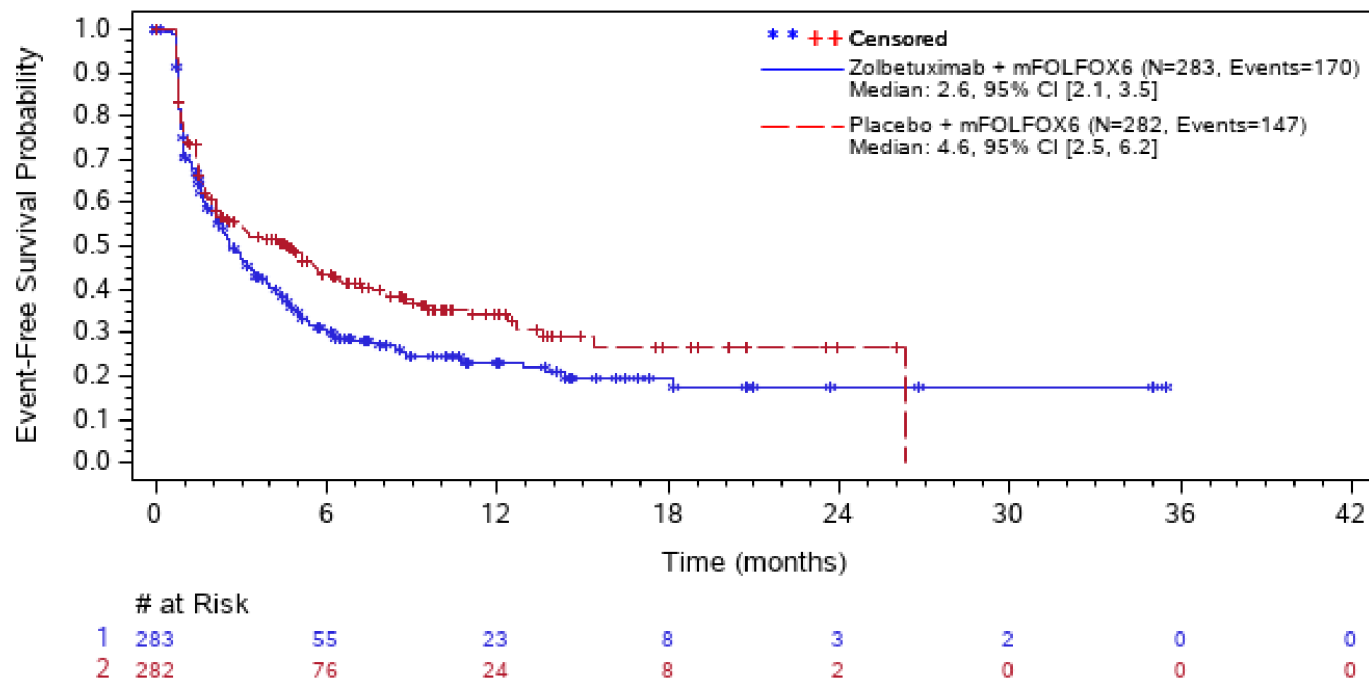 Event-Free Survival Probability
1.0
0.9
0.8
0.7
0.6
0.5
0.4
0.3
0.2
0.1
0.0
** ++ Censored
Zolbetuximab + mFOLFOX6 (N=283, Events=170)
Median: 2.6, 95% CI [2.1, 3.5]
Placebo + mFOLFOX6 (N=282, Events=147)
Median: 4.6, 95% CI [2.5, 6.2]
0 6 12 18 24 30 36 42
Time (months)
# at Risk
1 283 55 23 8 3 2 0 0
2 282 76 24 8 2 0 0 0